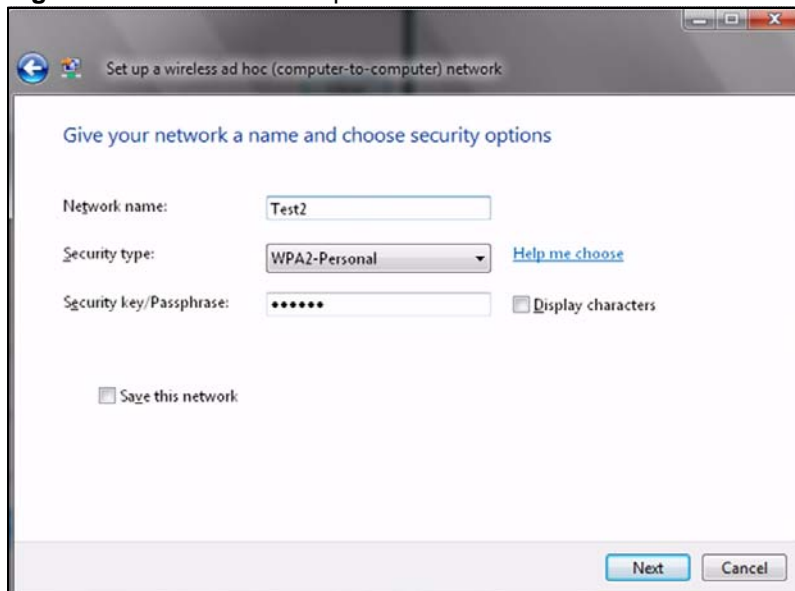 Set up a wireless ad hoc (computer-to-computer) network
Give your network a name and choose security options
Network name:
Test2
Security type:
WPA2-Personal
Help me choose
Security key/Passphrase:
••••••
Display characters
Save this network
Next
Cancel